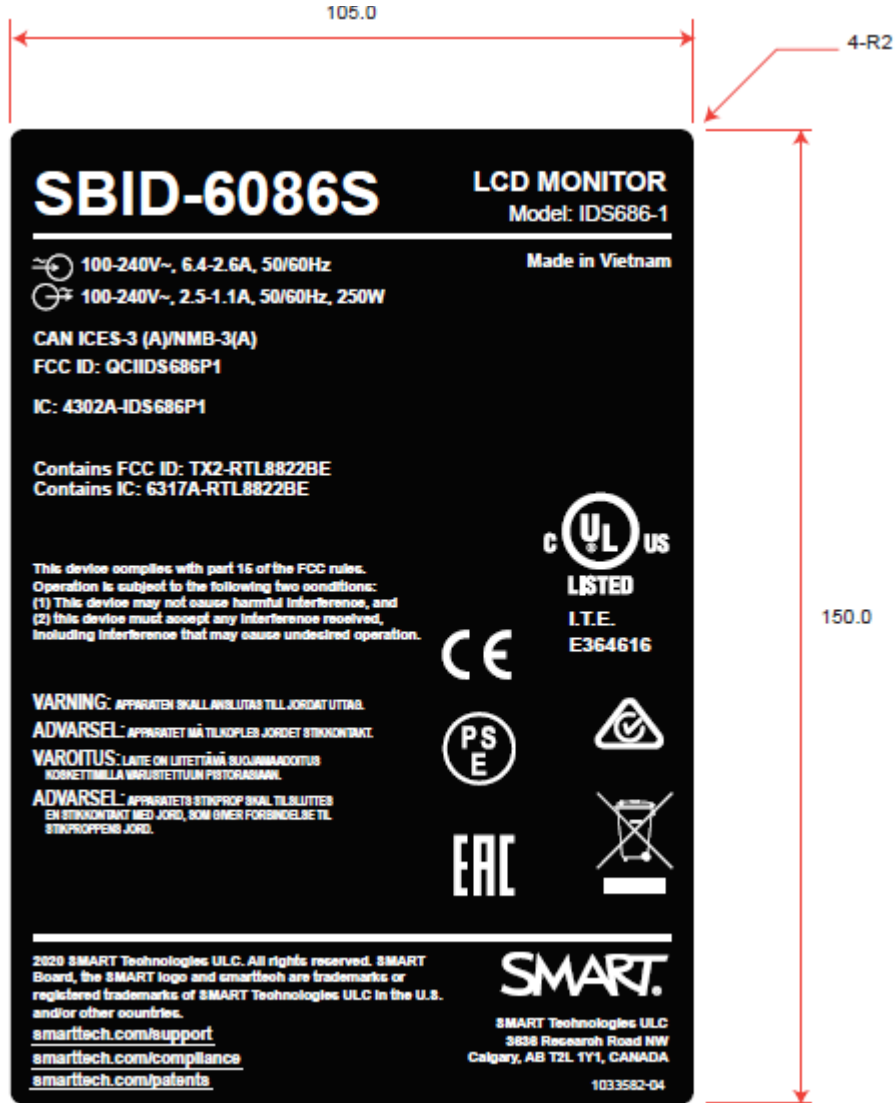 105.0
4-R2
SBID-6086S
LCD MONITOR
Model: IDS686-1
100-240V~, 6.4-2.6A, 50/60Hz
Made in Vietnam
100-240V~, 2.5-1.1A, 50/60Hz, 250W
CAN ICES-3 (A)/NMB-3(A)
FCC ID: QCIIDS686P1
IC: 4302A-IDS686P1
Contains FCC ID: TX2-RTL8822BE
Contains IC: 6317A-RTL8822BE
C UL ® US
LISTED
I.T.E.
E364616
150.0
This device complies with part 15 of the FCC rules.
Operation is subject to the following two conditions:
(1) This device may not cause harmful interference, and
(2) this device must accept any interference received,
including interference that may cause undesired operation.
CE
VARNING: APPARATEN SKALL ANSLUTAS TILL JORDAT UTTAG.
ADVARSEL: APPARATET MÅ TILKOPLES JORDET STIKKONTAKT.
VAROITUS: LAITE ON LIITETTÄVÄ SUOJAMAADOITUS
KOSKETTIMILLA VARUSTETTUUN PISTORASIAAN.
ADVARSEL: APPARATETS STIKPROP SKAL TILSLUTTES
EN STIKKONTAKT MED JORD, SOM GIVER FORBINDELSE TIL
STIKPROPPENS JORD.
PS
E
EAC
2020 SMART Technologies ULC. All rights reserved. SMART
Board, the SMART logo and smarttech are trademarks or
registered trademarks of SMART Technologies ULC in the U.S.
and/or other countries.
smarttech.com/support
smarttech.com/compliance
smarttech.com/patents
SMART.
SMART Technologies ULC
3636 Research Road NW
Calgary, AB T2L 1Y1, CANADA
1033582-04